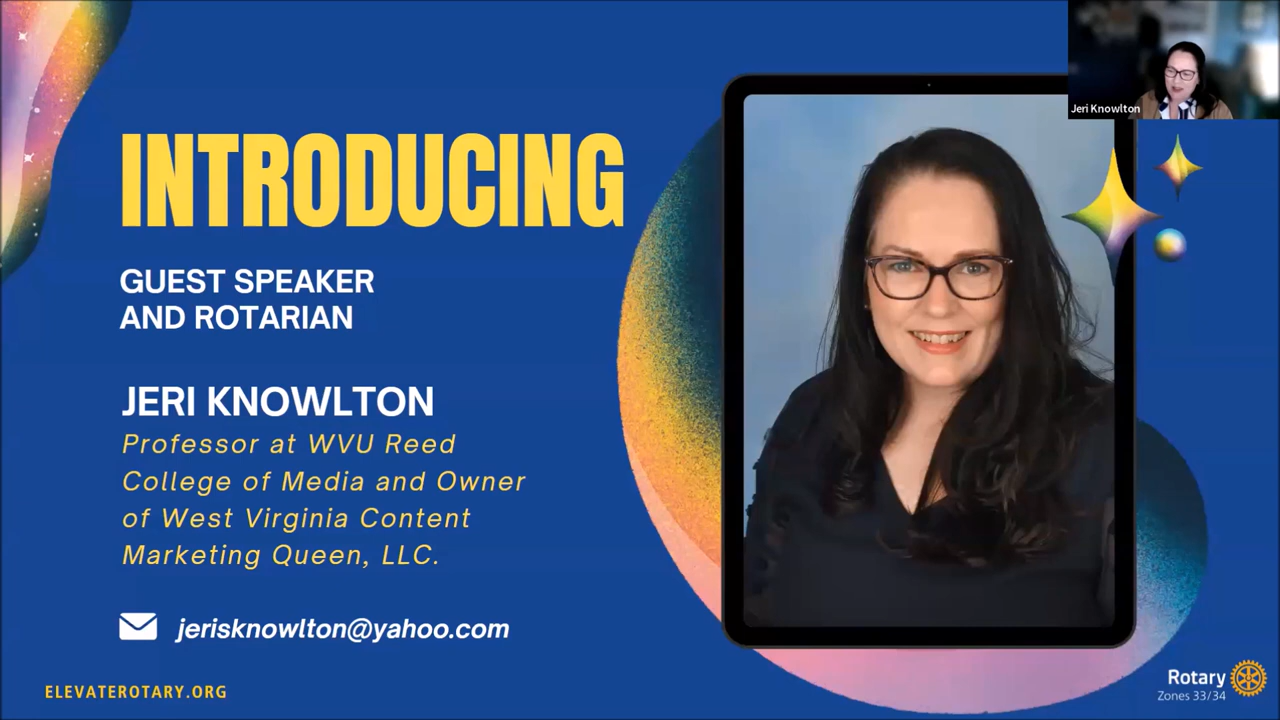 INTRODUCING
GUEST SPEAKER
AND ROTARIAN
JERI KNOWLTON
Professor at WVU Reed
College of Media and Owner
of West Virginia Content
Marketing Queen, LLC.
jerisknowlton@yahoo.com
ELEVATEROTARY.ORG
Jeri Knowlton
Rotary
Zones 33/34